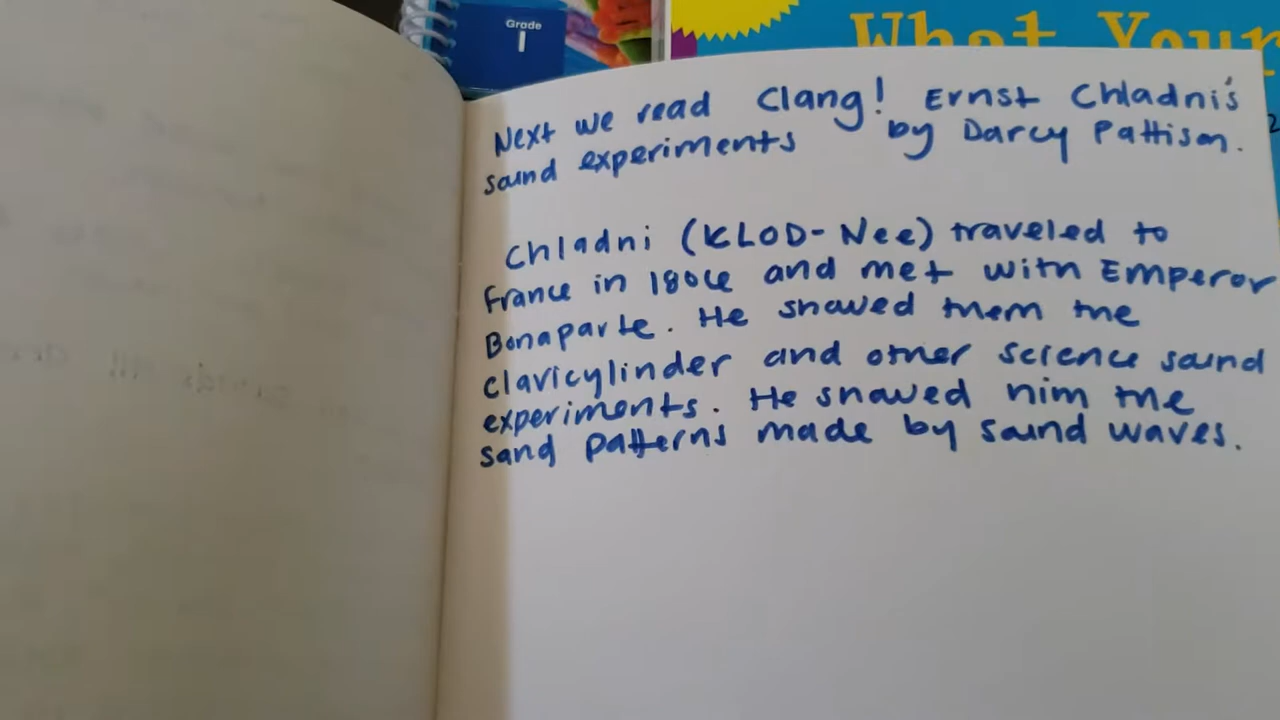 Grade
1
What Your
Next we read Clang! Ernst Chladni's
sound experiments by Darcy Pattison.
Chladni (KLOD-Nee) traveled to
France in 1806 and met with Emperor
Bonaparte. He showed them the
clavicylinder and other science sound
experiments. He showed him the
sand patterns made by sound waves.